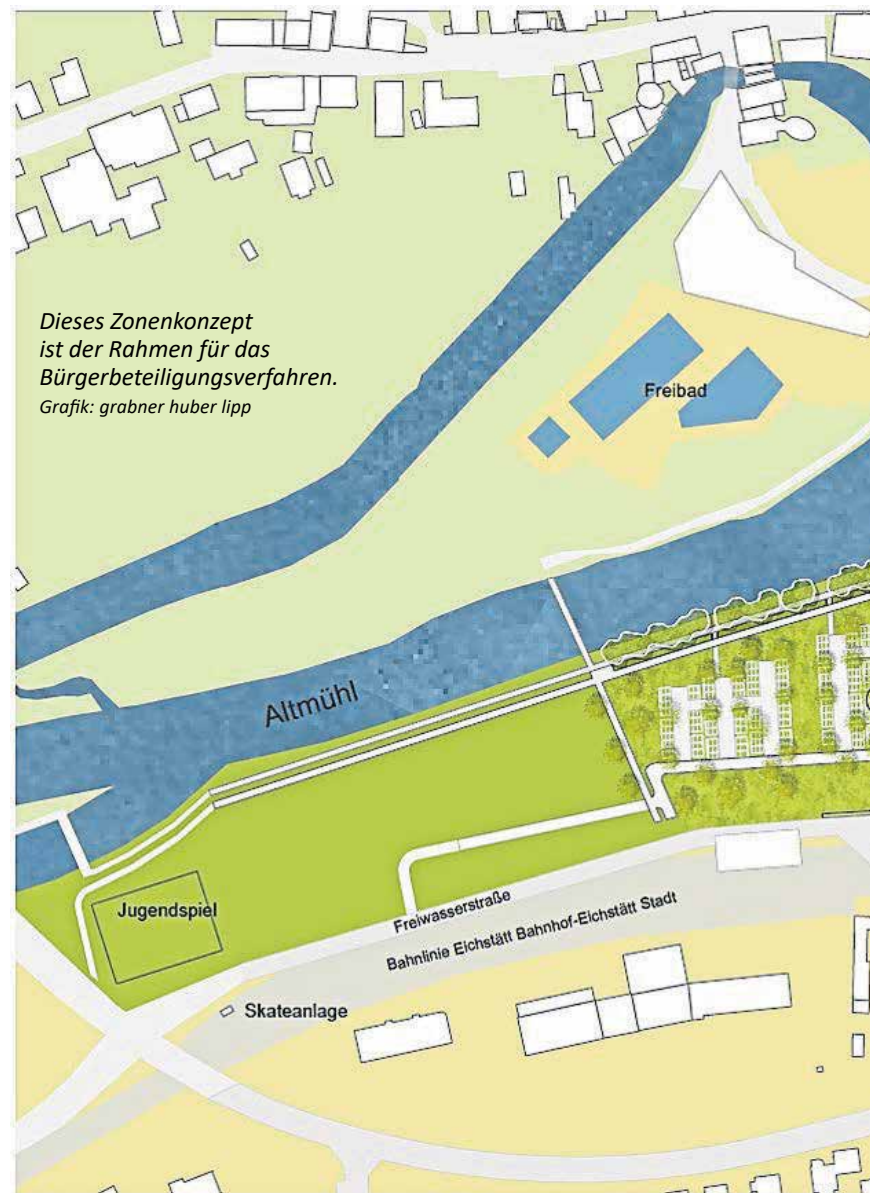 Dieses Zonenkonzept
ist der Rahmen für das
Bürgerbeteiligungsverfahren.
Grafik: grabner huber lipp
Freibad
Altmühl
Jugendspiel
Freiwasserstraße
Bahnlinie Eichstätt Bahnhof-Eichstätt Stadt
Skateanlage